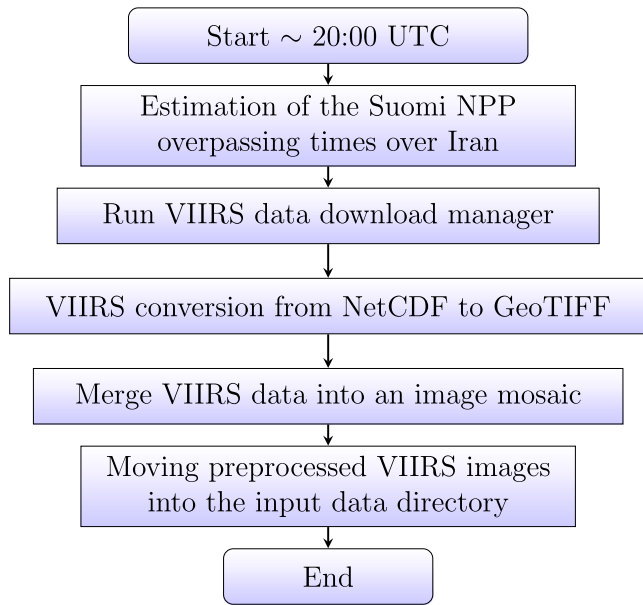 Start ∼ 20:00 UTC
Estimation of the Suomi NPP
overpassing times over Iran
Run VIIRS data download manager
VIIRS conversion from NetCDF to GeoTIFF
Merge VIIRS data into an image mosaic
Moving preprocessed VIIRS images
into the input data directory
End